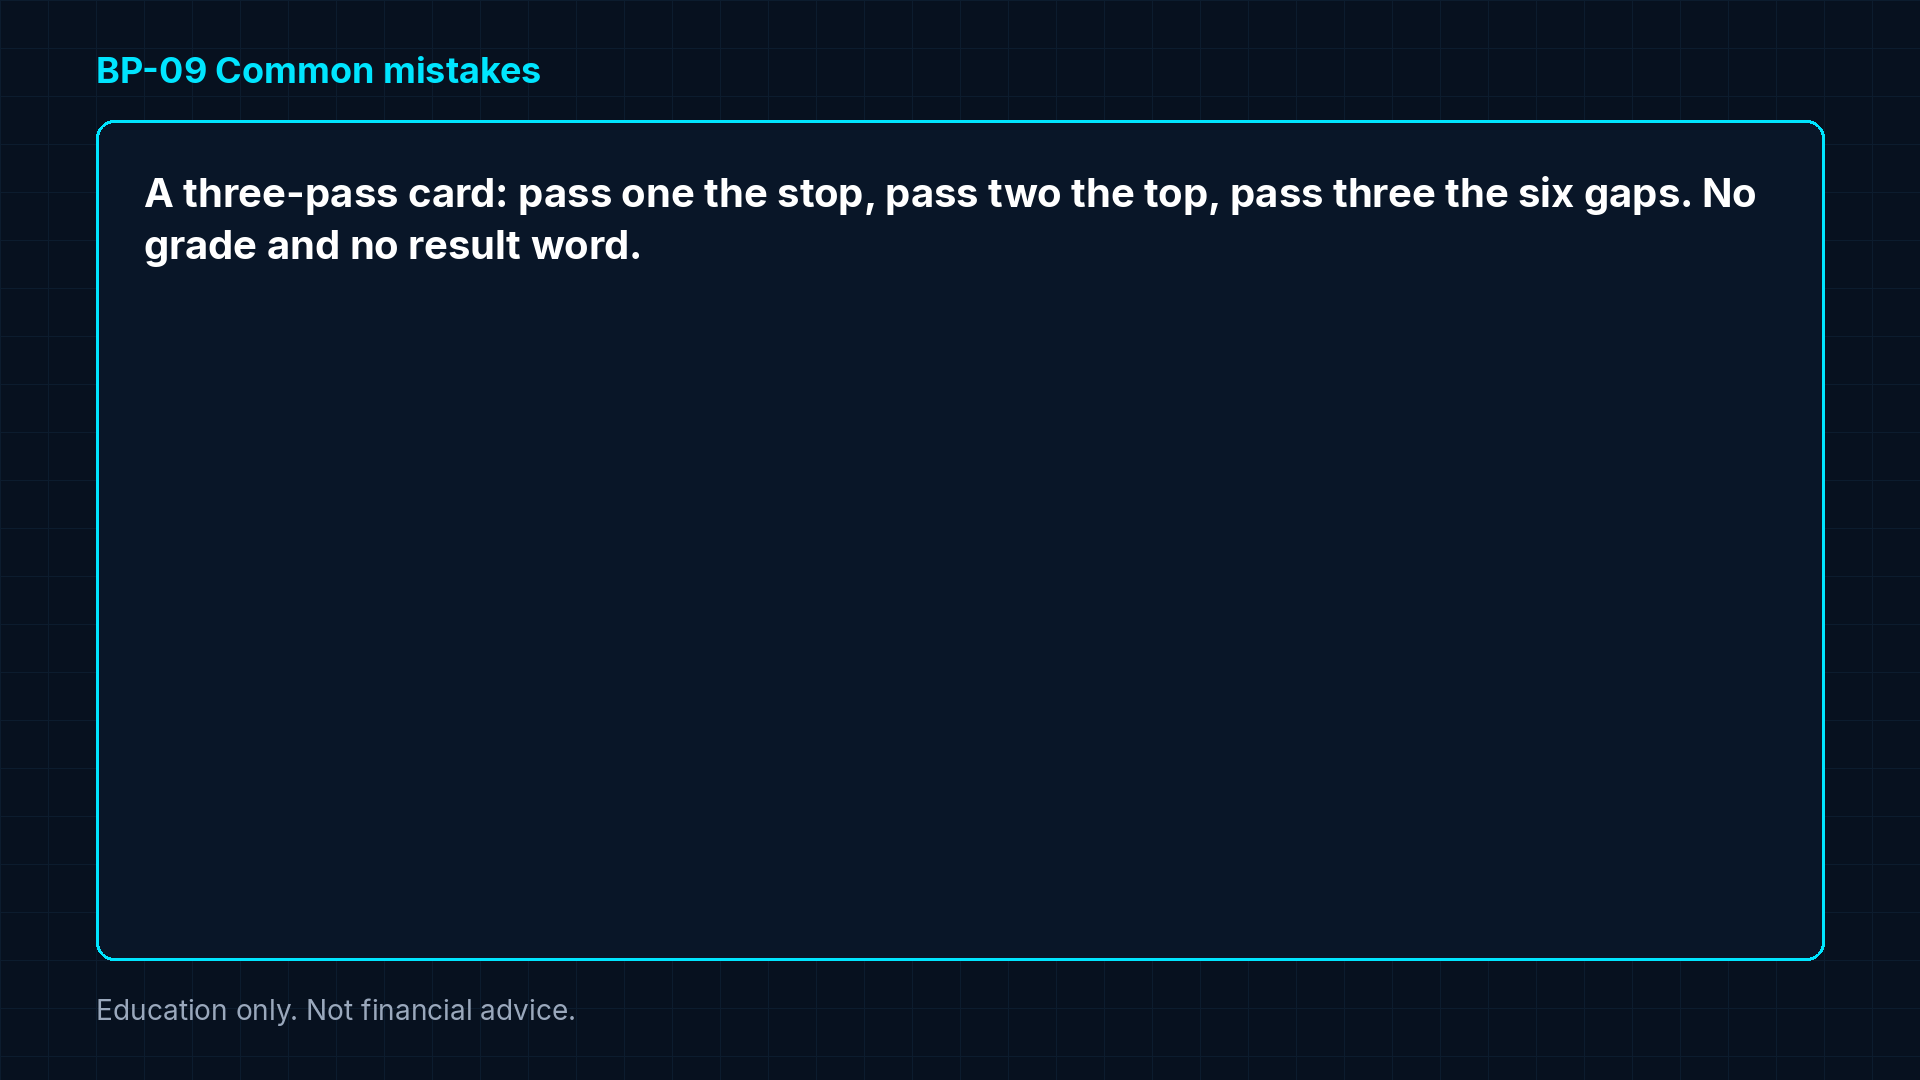 BP-09 Common mistakes
A three-pass card: pass one the stop, pass two the top, pass three the six gaps. No
grade and no result word.
Education only. Not financial advice.